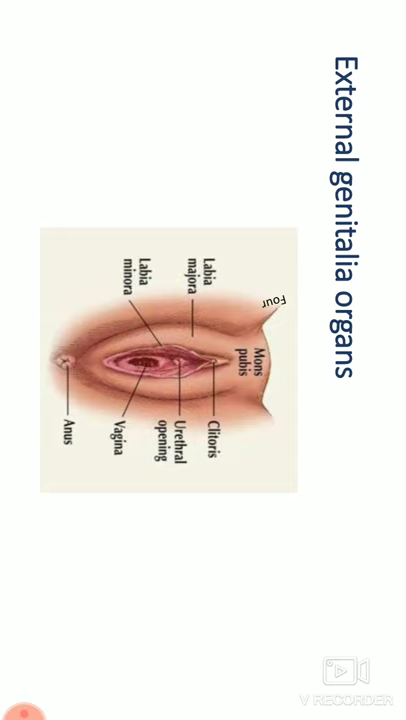 External genitalia organs
Four
Mons
pubis
Labia
majora
Labia
minora
Clitoris
Urethral
opening
Vagina
Anus
V RECORDER